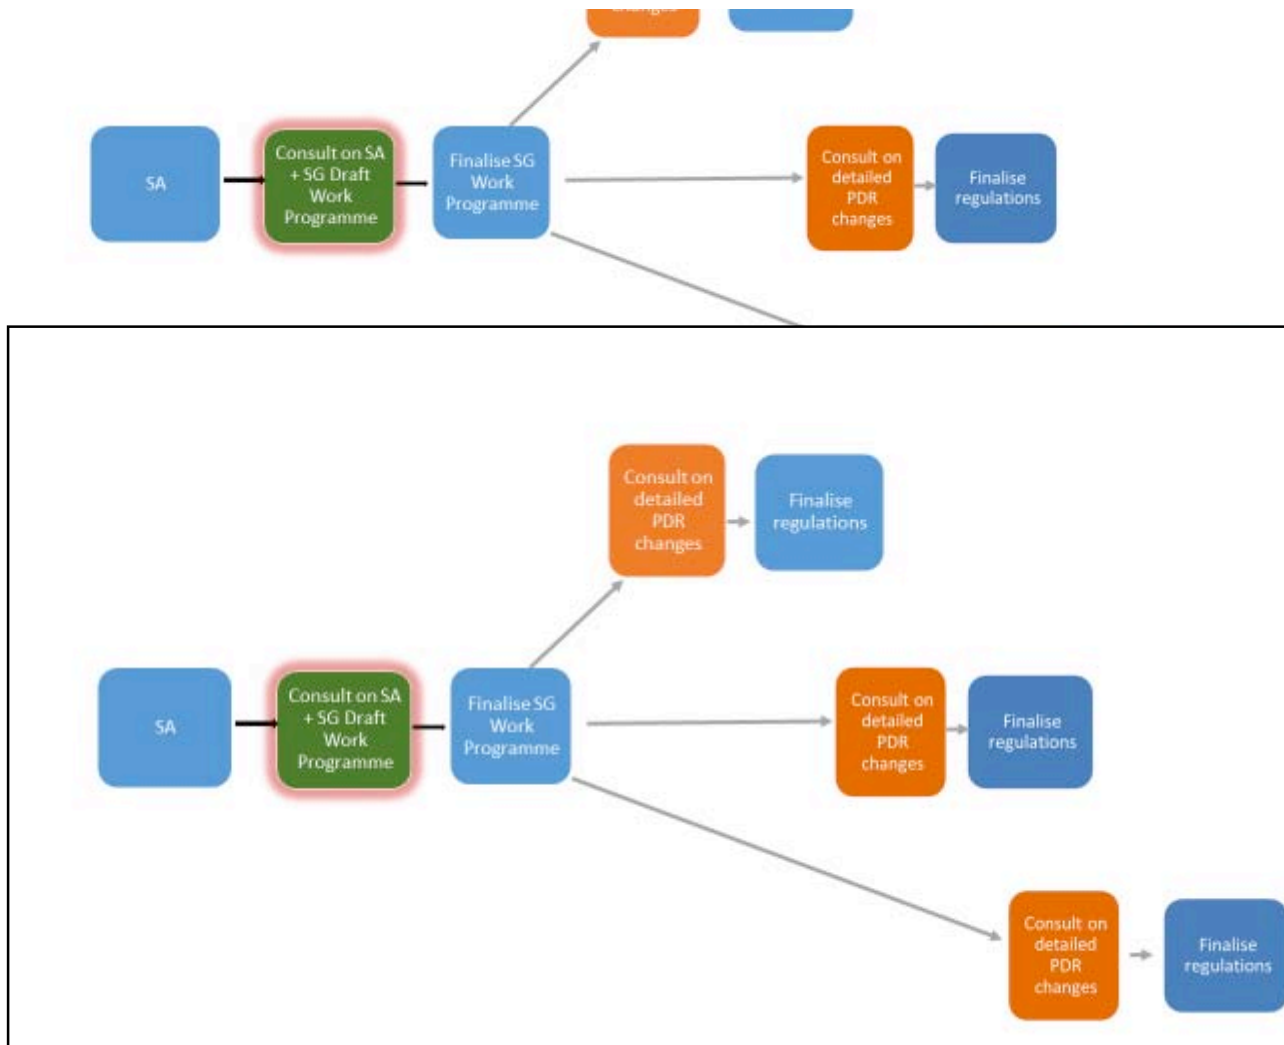 changes
SA
Consult on SA
+ SG Draft
Work
Programme
Finalise SG
Work
Programme
Consult on
detailed
PDR
changes
Finalise
regulations
Consult on
detailed
PDR
changes
Finalise
regulations
SA
Consult on SA
+ SG Draft
Work
Programme
Finalise SG
Work
Programme
Consult on
detailed
PDR
changes
Finalise
regulations
Consult on
detailed
PDR
changes
Finalise
regulations